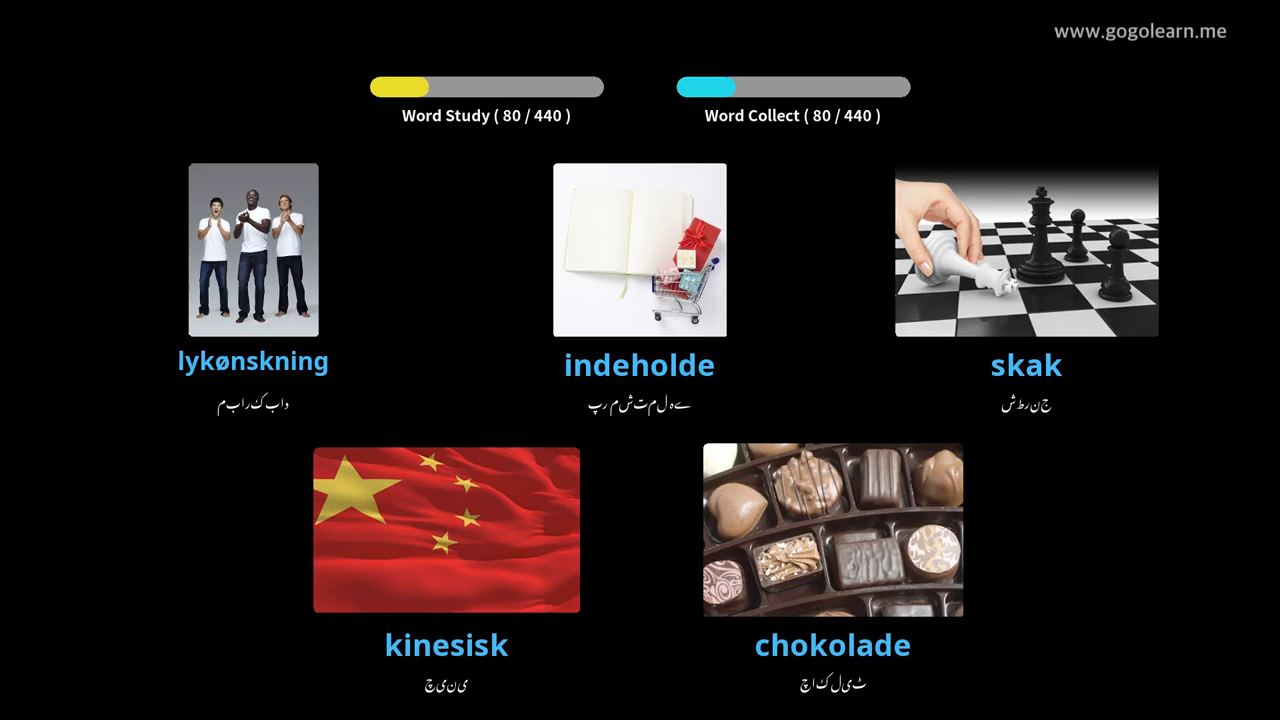 www.gogolearn.me
Word Study ( 80 / 440 )
Word Collect ( 80 / 440 )
lykønskning
مبارکباد
indeholde
پر مشتمل ہے
skak
شطرنج
kinesisk
چینی
chokolade
چاکلیٹ